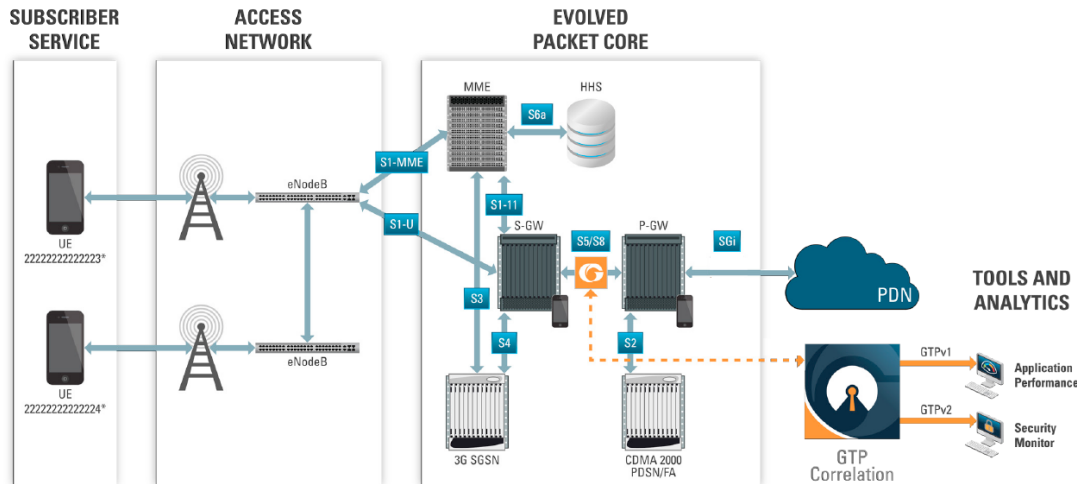 SUBSCRIBER
SERVICE
ACCESS
NETWORK
EVOLVED
PACKET CORE
MME
HHS
S6a
S1-MME
eNodeB
S1-11
S1-U
S-GW
P-GW
S5/S8
SGi
UE
22222222222223*
PDN
TOOLS AND
ANALYTICS
S3
S4
S2
eNodeB
GTPv1
Application
Performance
UE
22222222222224*
GTPv2
Security
Monitor
3G SGSN
CDMA 2000
PDSN/FA
GTP
Correlation